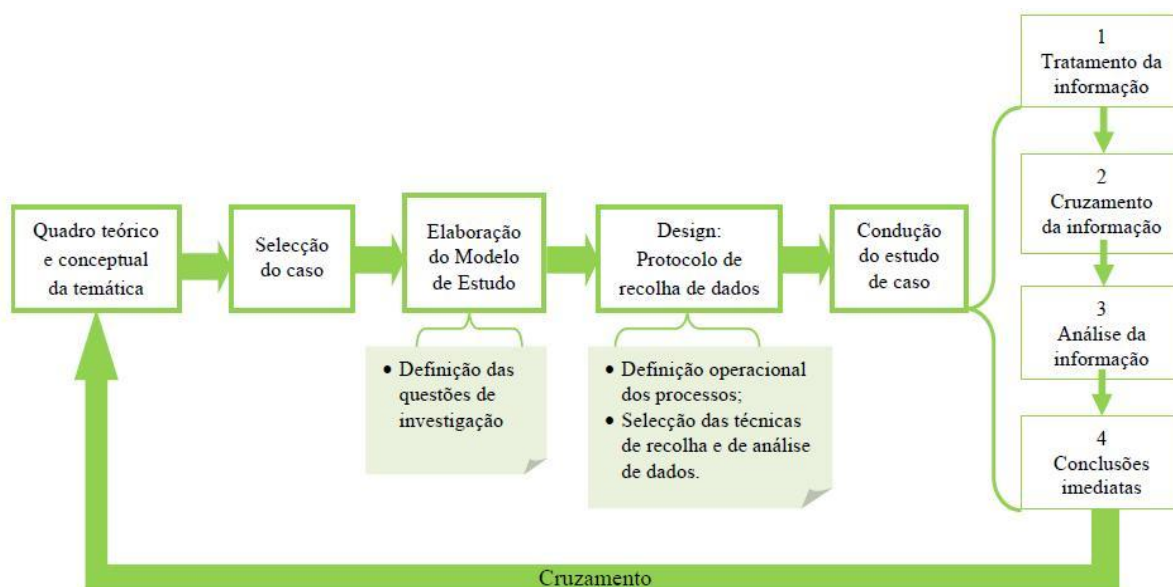 Quadro teórico
e conceptual
da temática
Selecção
do caso
Elaboração
do Modelo
de Estudo
• Definição das
questões de
investigação
Design:
Protocolo de
recolha de dados
• Definição operacional
dos processos;
• Selecção das técnicas
de recolha e de análise
de dados.
Condução
do estudo
de caso
1
Tratamento da
informação
2
Cruzamento
da informação
3
Análise da
informação
4
Conclusões
imediatas
Cruzamento